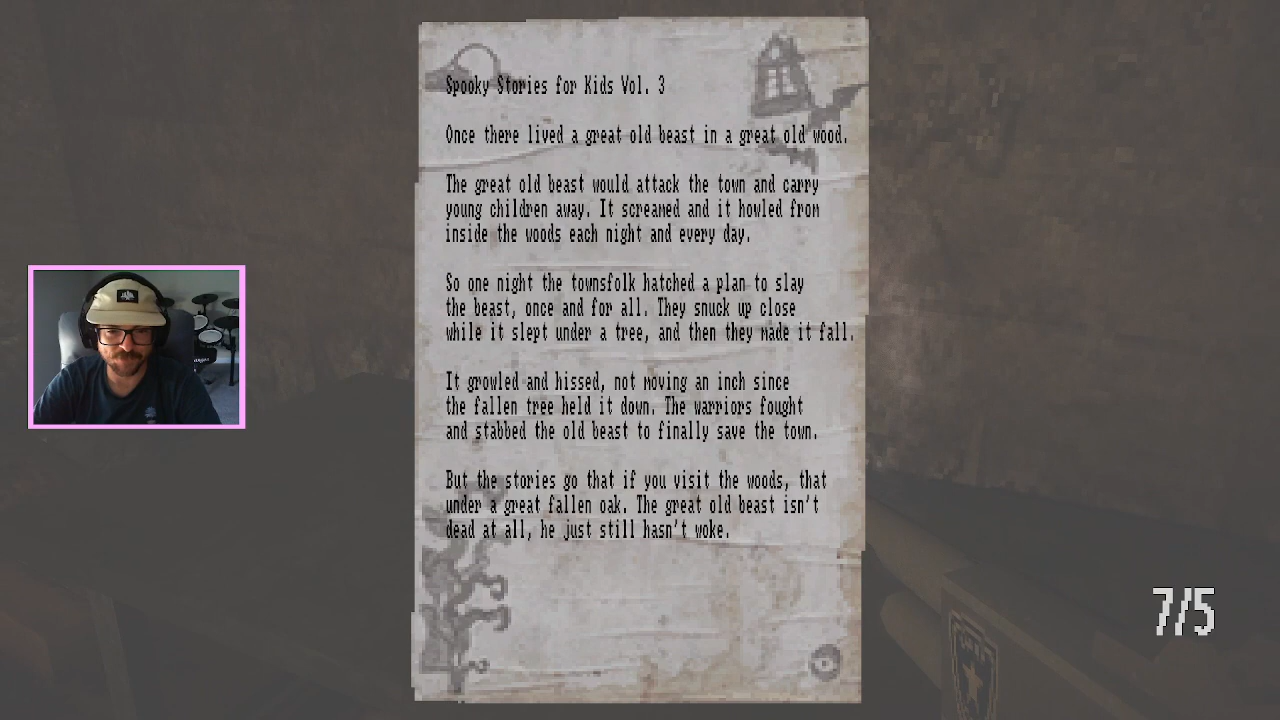 Spooky Stories for Kids Vol. 3
Once there lived a great old beast in a great old wood.
The great old beast would attack the town and carry
young children away. It screamed and it howled from
inside the woods each night and every day.
So one night the townsfolk hatched a plan to slay
the beast, once and for all. They snuck up close
while it slept under a tree, and then they made it fall.
It growled and hissed, not moving an inch since
the fallen tree held it down. The warriors fought
and stabbed the old beast to finally save the town.
But the stories go that if you visit the woods, that
under a great fallen oak. The great old beast isn't
dead at all, he just still hasn't woke.
7/5